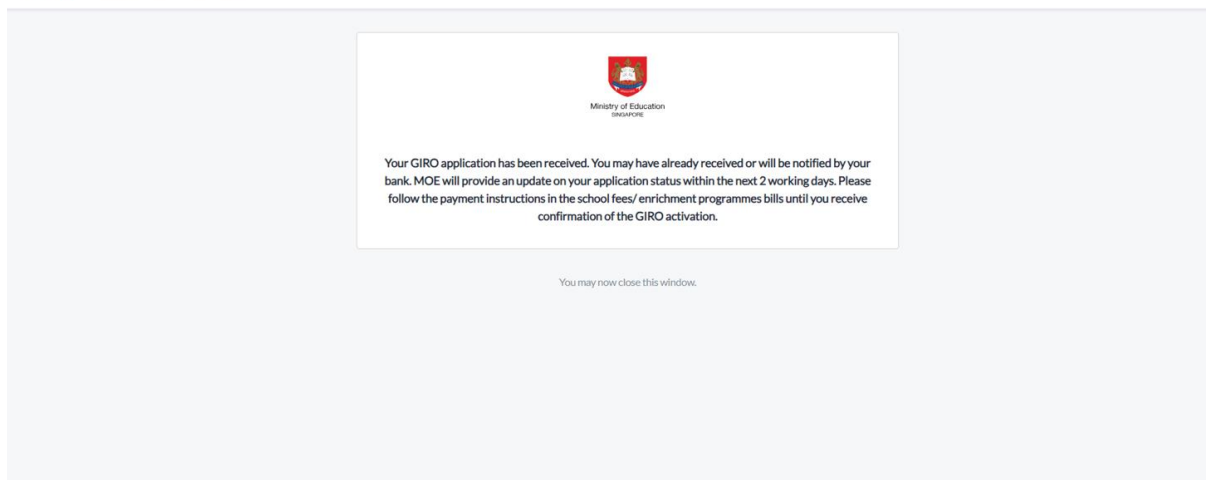 Ministry of Education
SINGAPORE
Your GIRO application has been received. You may have already received or will be notified by your
bank. MOE will provide an update on your application status within the next 2 working days. Please
follow the payment instructions in the school fees/ enrichment programmes bills until you receive
confirmation of the GIRO activation.
You may now close this window.